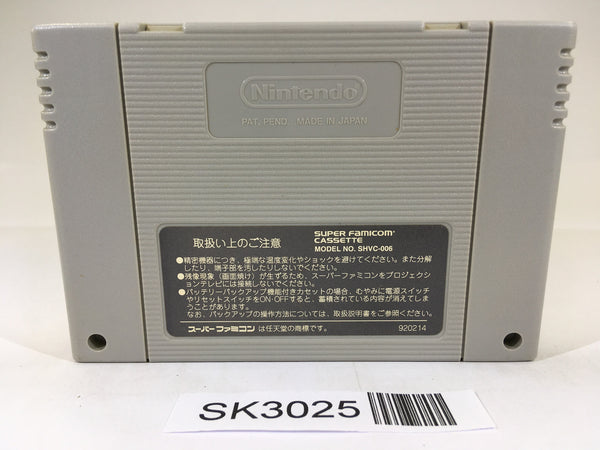 Nintendo
PAT. PEND. MADE IN JAPAN
取扱い上のご注意
SUPER FAMICOM
CASSETTE
MODEL NO. SHVC-006
●精密機器につき、極端な温度変化やショックを避けてください。また分解
したり、端子部を汚したりしないでください。
●残像現象(画面焼け)が生ずるため、スーパーファミコンをプロジェクシ
ョンテレビには接続しないでください。
●バッテリーバックアップ機能付きカセットの場合、むやみに電源スイッチ
やリセットスイッチをON・OFFすると、蓄積されている内容が消えてしま
うことがあります。
なお、バックアップの操作方法については、取扱説明書をご参照ください。
スーパーファミコン は任天堂の商標です。
920214
SK3025